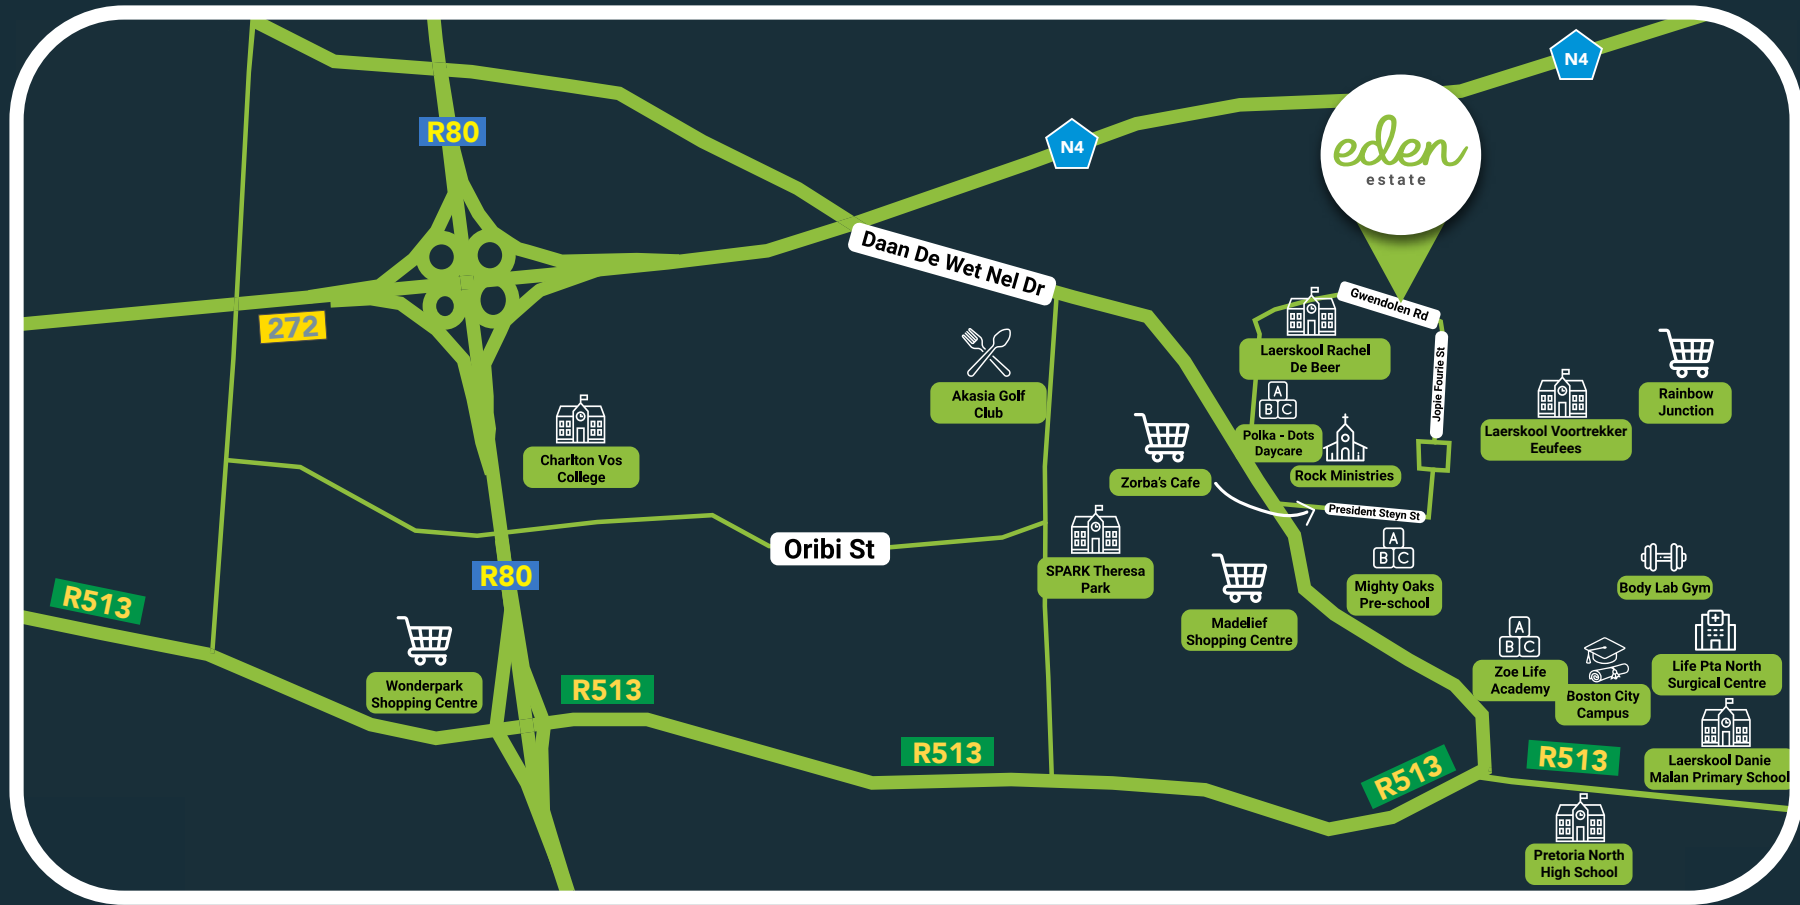 N4
R80
N4
eden
estate
Daan De Wet Nel Dr
272
Gwendolen Rd
Laerskool Rachel
De Beer
Jopie Fourie St
Rainbow
Junction
Akasia Golf
Club
A
B C
Polka - Dots
Daycare
Laerskool Voortrekker
Eeufees
Charlton Vos
College
Rock Ministries
Zorba's Cafe
President Steyn St
Oribi St
A
B C
SPARK Theresa
Park
R80
R513
Mighty Oaks
Pre-school
Body Lab Gym
Madelief
Shopping Centre
A
B C
Zoe Life
Academy
Life Pta North
Surgical Centre
Wonderpark
Shopping Centre
R513
Boston City
Campus
R513
R513
R513
Laerskool Danie
Malan Primary School
Pretoria North
High School